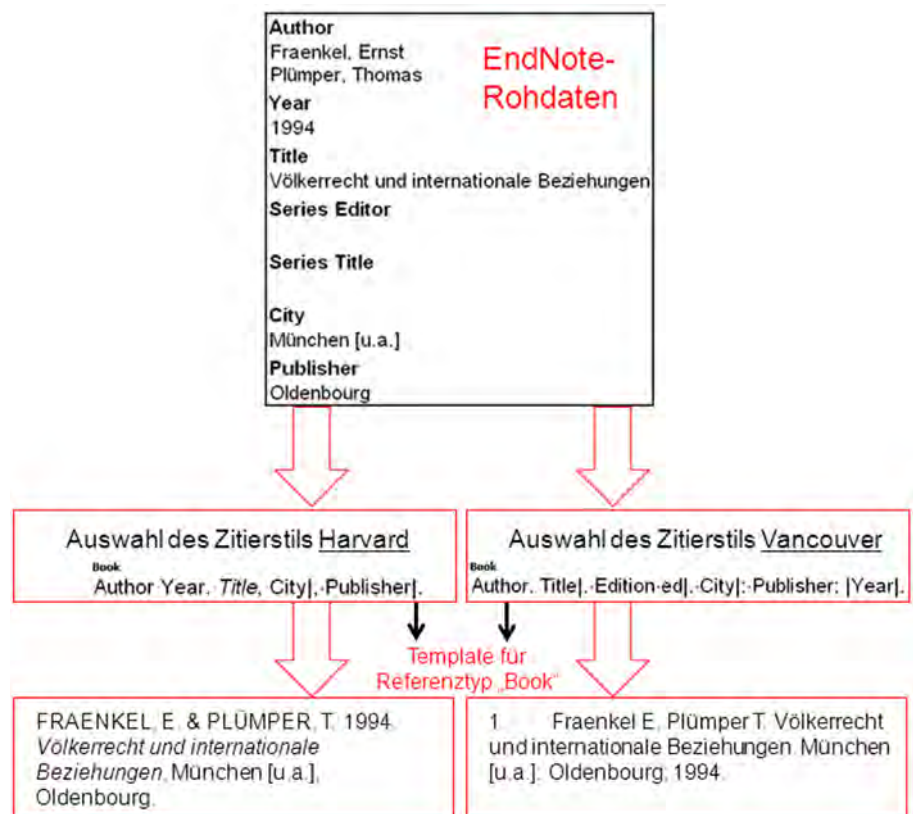 Author
Fraenkel, Ernst
Plümper, Thomas
EndNote-
Rohdaten
Year
1994
Title
Völkerrecht und internationale Beziehungen
Series Editor
Series Title
City
München [u.a.]
Publisher
Oldenbourg
Auswahl des Zitierstils Harvard
Book
Author Year. Title, City|,·Publisher|.
Auswahl des Zitierstils Vancouver
Book
Author. Title|.·Edition·ed|.·City|:·Publisher; |Year|.
Template für
Referenztyp „Book“
FRAENKEL, E. & PLÜMPER, T. 1994.
Völkerrecht und internationale
Beziehungen, München [u.a.],
Oldenbourg.
1. Fraenkel E, Plümper T. Völkerrecht
und internationale Beziehungen. München
[u.a.]: Oldenbourg; 1994.